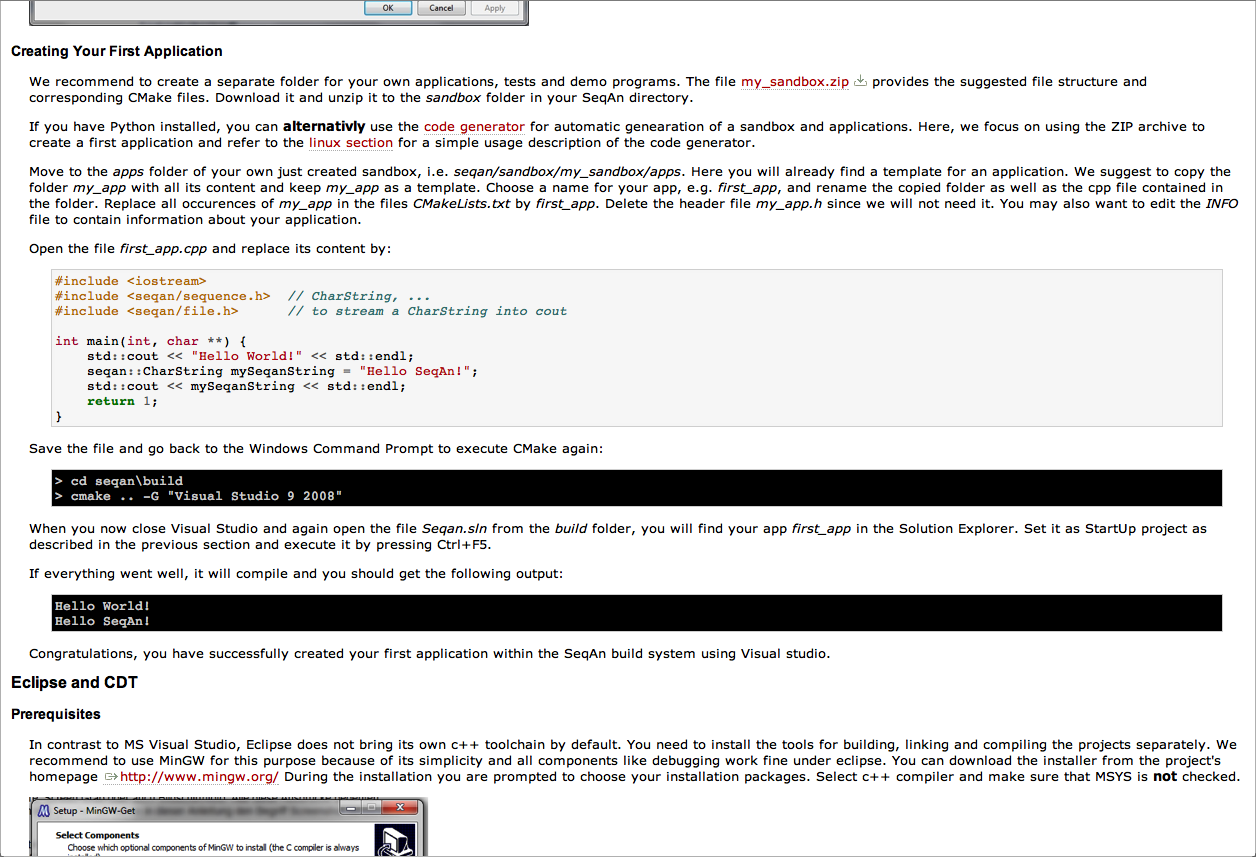 OK Cancel Apply
Creating Your First Application
We recommend to create a separate folder for your own applications, tests and demo programs. The file my_sandbox.zip provides the suggested file structure and
corresponding CMake files. Download it and unzip it to the sandbox folder in your SeqAn directory.
If you have Python installed, you can alternativly use the code generator for automatic genearation of a sandbox and applications. Here, we focus on using the ZIP archive to
create a first application and refer to the linux section for a simple usage description of the code generator.
Move to the apps folder of your own just created sandbox, i.e. seqan/sandbox/my_sandbox/apps. Here you will already find a template for an application. We suggest to copy the
folder my_app with all its content and keep my_app as a template. Choose a name for your app, e.g. first_app, and rename the copied folder as well as the cpp file contained in
the folder. Replace all occurences of my_app in the files CMakeLists.txt by first_app. Delete the header file my_app.h since we will not need it. You may also want to edit the INFO
file to contain information about your application.
Open the file first_app.cpp and replace its content by:
#include <iostream>
#include <seqan/sequence.h>  // CharString, ...
#include <seqan/file.h>      // to stream a CharString into cout
int main(int, char **) {
    std::cout << "Hello World!" << std::endl;
    seqan::CharString mySeqanString = "Hello SeqAn!";
    std::cout << mySeqanString << std::endl;
    return 1;
}
Save the file and go back to the Windows Command Prompt to execute CMake again:
> cd seqan\build
> cmake .. -G "Visual Studio 9 2008"
When you now close Visual Studio and again open the file Seqan.sln from the build folder, you will find your app first_app in the Solution Explorer. Set it as StartUp project as
described in the previous section and execute it by pressing Ctrl+F5.
If everything went well, it will compile and you should get the following output:
Hello World!
Hello SeqAn!
Congratulations, you have successfully created your first application within the SeqAn build system using Visual studio.
Eclipse and CDT
Prerequisites
In contrast to MS Visual Studio, Eclipse does not bring its own c++ toolchain by default. You need to install the tools for building, linking and compiling the projects separately. We
recommend to use MinGW for this purpose because of its simplicity and all components like debugging work fine under eclipse. You can download the installer from the project's
homepage http://www.mingw.org/ During the installation you are prompted to choose your installation packages. Select c++ compiler and make sure that MSYS is not checked.
Setup - MinGW-Get
Select Components
Choose which optional components of MinGW to install (the C compiler is always